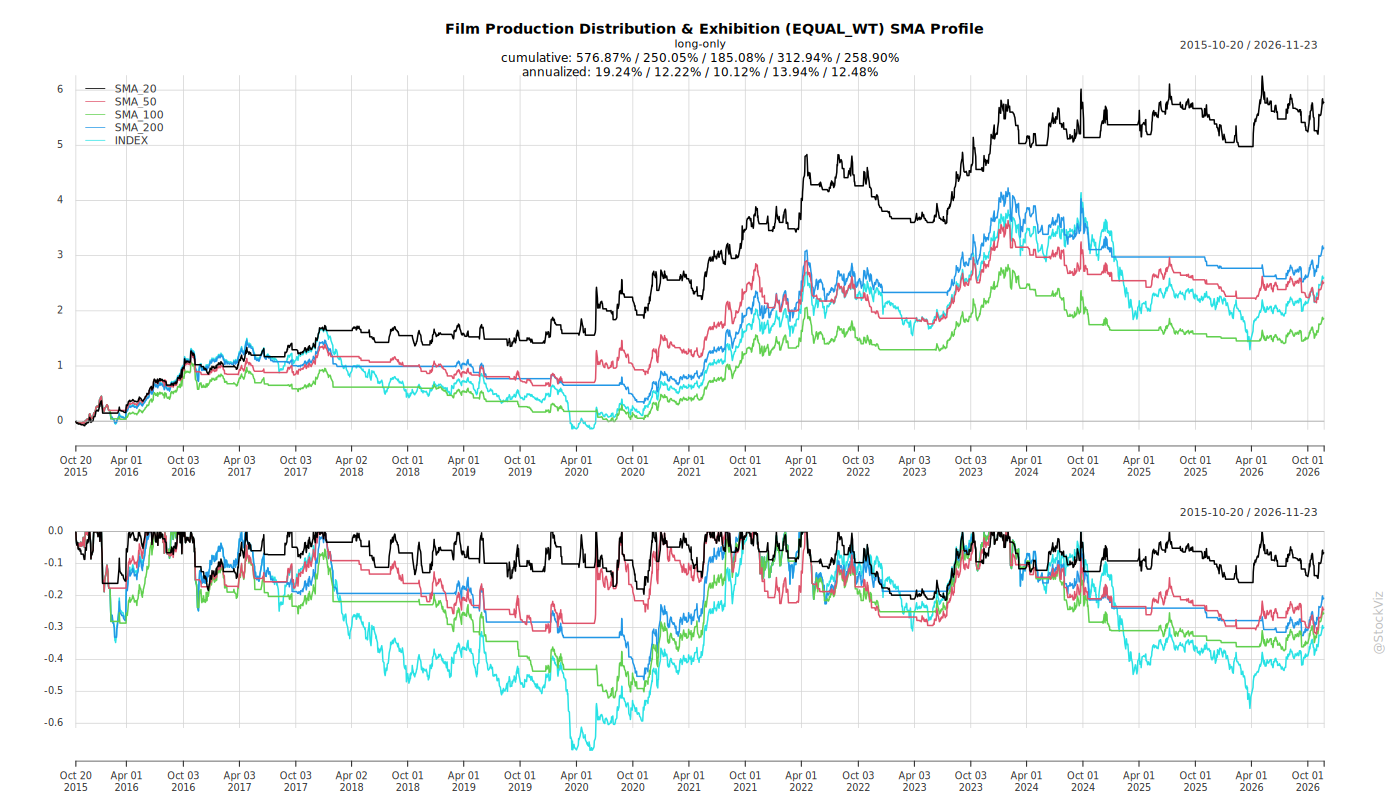 Film Production Distribution & Exhibition (EQUAL_WT) SMA Profile
long-only
cumulative: 576.87% / 250.05% / 185.08% / 312.94% / 258.90%
annualized: 19.24% / 12.22% / 10.12% / 13.94% / 12.48%
2015-10-20 / 2026-11-23
SMA_20
SMA_50
SMA_100
SMA_200
INDEX
6
5
4
3
2
1
0
Oct 20 Apr 01 Oct 03 Apr 03 Oct 03 Apr 02 Oct 01 Apr 01 Oct 01 Apr 01 Oct 01 Apr 01 Oct 01 Apr 01 Oct 03 Apr 03 Oct 03 Apr 01 Oct 01 Apr 01 Oct 01 Apr 01 Oct 01
2015 2016 2016 2017 2017 2018 2018 2019 2019 2020 2020 2021 2021 2022 2022 2023 2023 2024 2024 2025 2025 2026 2026
2015-10-20 / 2026-11-23
0.0
-0.1
-0.2
-0.3
-0.4
-0.5
-0.6
Oct 20 Apr 01 Oct 03 Apr 03 Oct 03 Apr 02 Oct 01 Apr 01 Oct 01 Apr 01 Oct 01 Apr 01 Oct 01 Apr 01 Oct 03 Apr 03 Oct 03 Apr 01 Oct 01 Apr 01 Oct 01 Apr 01 Oct 01
2015 2016 2016 2017 2017 2018 2018 2019 2019 2020 2020 2021 2021 2022 2022 2023 2023 2024 2024 2025 2025 2026 2026
@StockViz